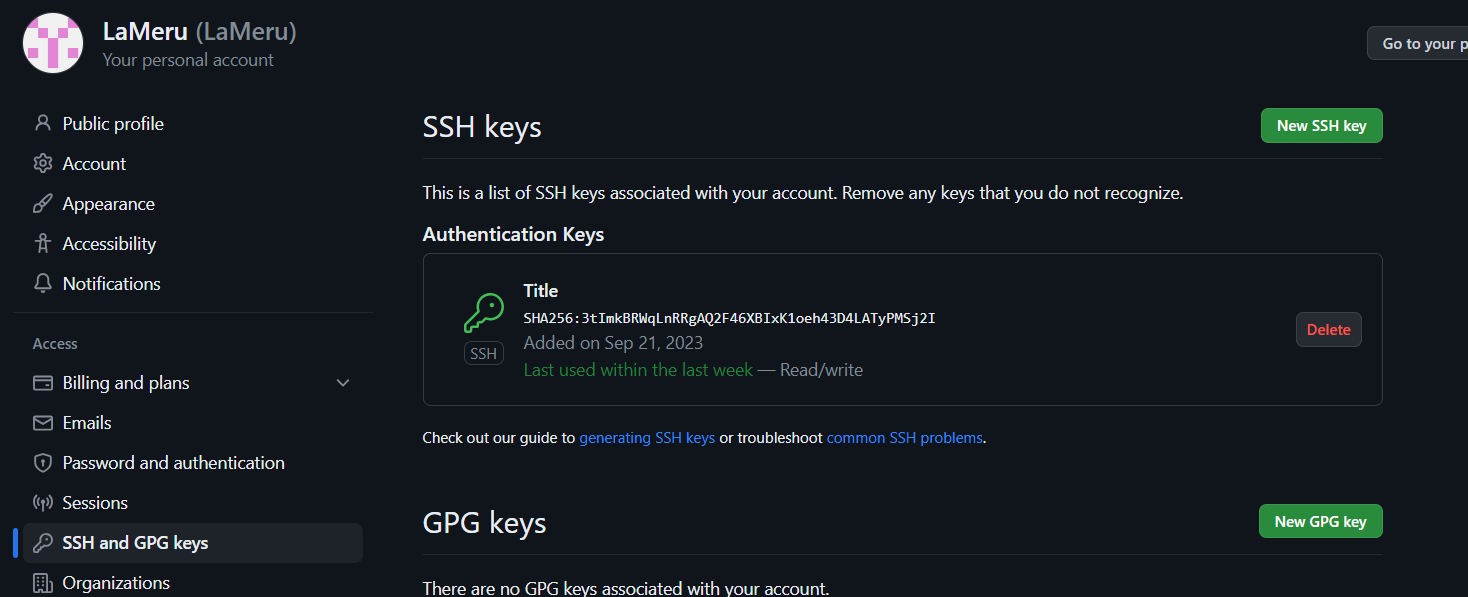 LaMeru (LaMeru)
Your personal account
Go to your p
Public profile
Account
Appearance
Accessibility
Notifications
Access
Billing and plans
Emails
Password and authentication
Sessions
SSH and GPG keys
Organizations
SSH keys
New SSH key
This is a list of SSH keys associated with your account. Remove any keys that you do not recognize.
Authentication Keys
Title
SHA256:3tImkBRWqLnRRgAQ2F46XBIxK1oeh43D4LATyPMSj2I
SSH
Added on Sep 21, 2023
Last used within the last week — Read/write
Delete
Check out our guide to generating SSH keys or troubleshoot common SSH problems.
GPG keys
New GPG key
There are no GPG keys associated with your account.